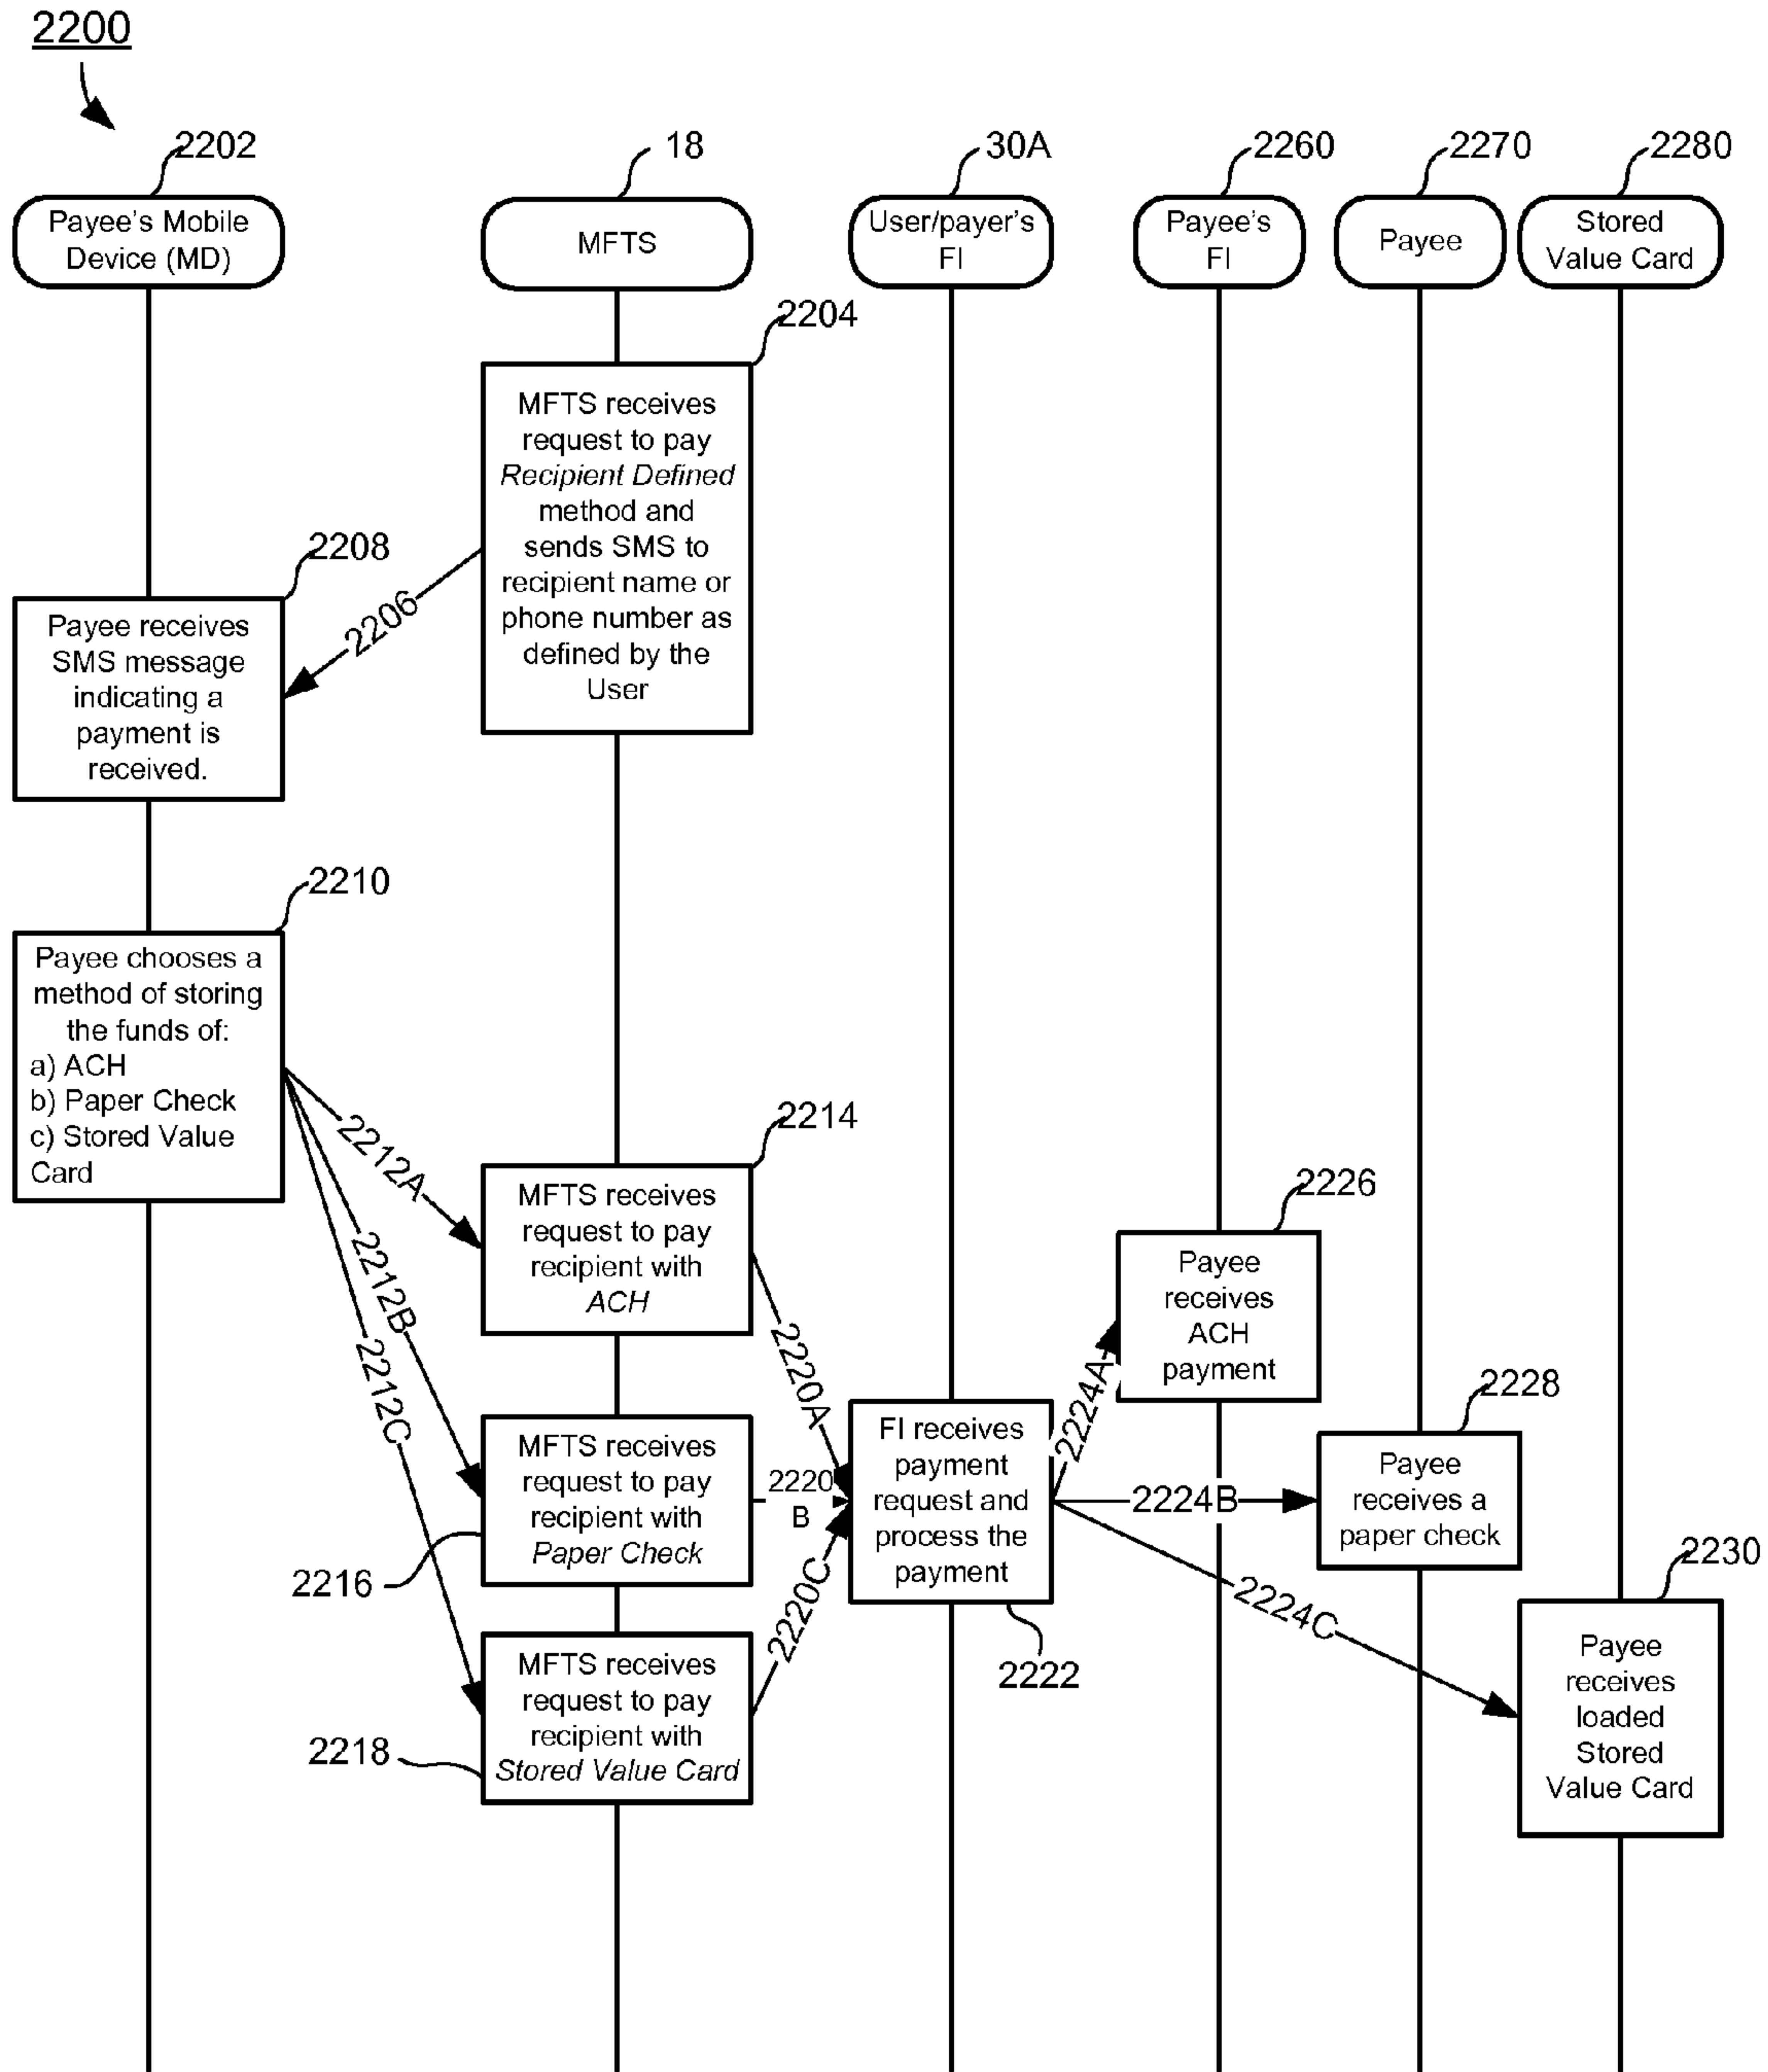 2200
2202
18
30A
2260
2270
2280
Payee's Mobile
Device (MD)
MFTS
User/payer's
FI
Payee's
FI
Payee
Stored
Value Card
2204
MFTS receives
request to pay
Recipient Defined
method and
sends SMS to
recipient name or
phone number as
defined by the
User
2206
2208
Payee receives
SMS message
indicating a
payment is
received.
2210
Payee chooses a
method of storing
the funds of:
a) ACH
b) Paper Check
c) Stored Value
Card
2212A
2212B
2212C
2214
MFTS receives
request to pay
recipient with
ACH
2216
MFTS receives
request to pay
recipient with
Paper Check
2218
MFTS receives
request to pay
recipient with
Stored Value Card
2220A
2220
B
2220C
FI receives
payment
request and
process the
payment
2222
2224A
2224B
2224C
2226
Payee
receives
ACH
payment
2228
Payee
receives a
paper check
2230
Payee
receives
loaded
Stored
Value Card